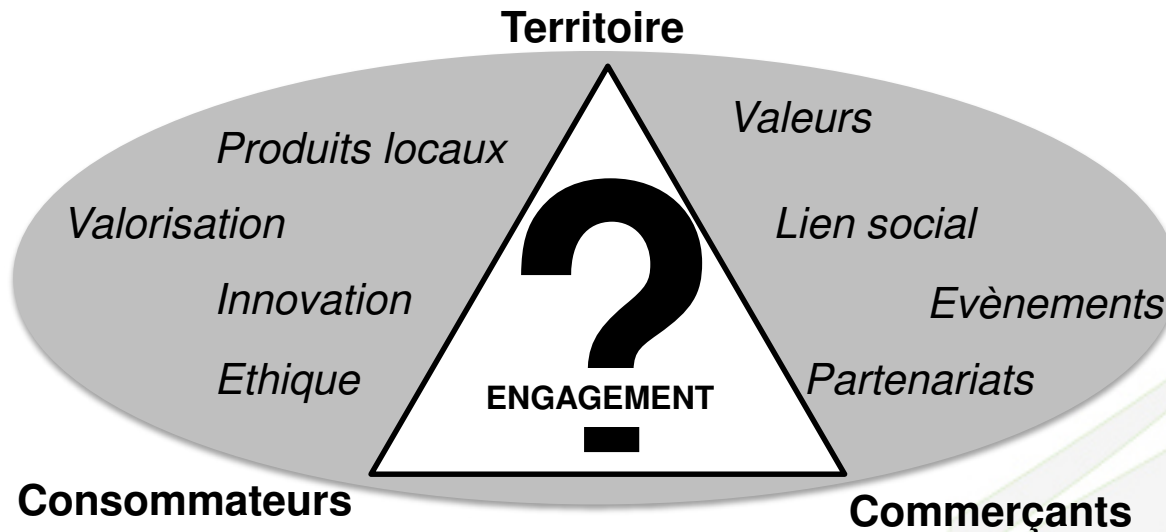 Territoire
Valeurs
Produits locaux
Valorisation
Lien social
Innovation
Evènements
Ethique
?
ENGAGEMENT
Partenariats
Consommateurs
Commerçants